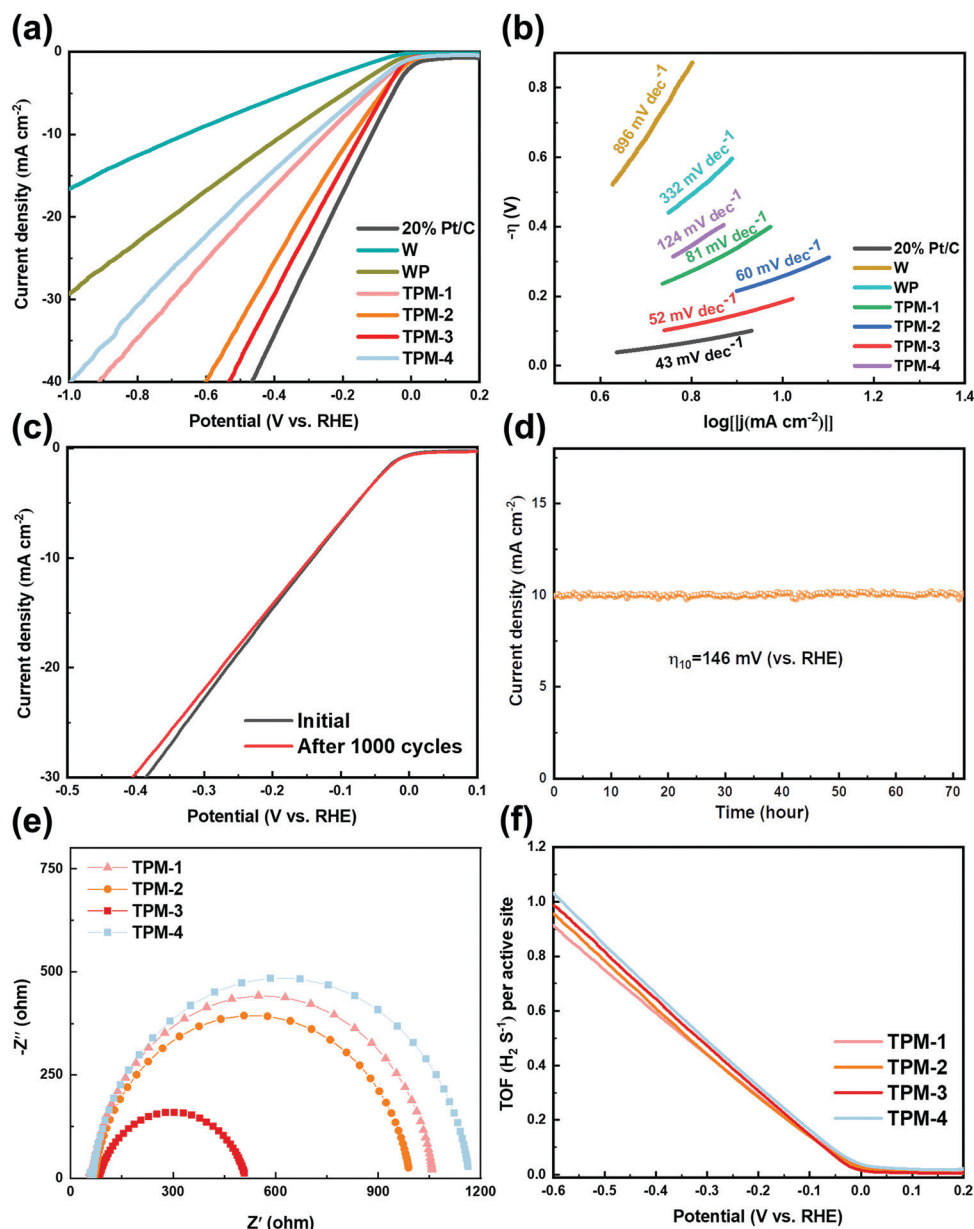 (a)
Current density (mA cm⁻²)
0
-10
-20
-30
-40
20% Pt/C
W
WP
TPM-1
TPM-2
TPM-3
TPM-4
-1.0 -0.8 -0.6 -0.4 -0.2 0.0 0.2
Potential (V vs. RHE)
(b)
-η (V)
0.8
0.6
0.4
0.2
0.0
896 mV dec⁻¹
332 mV dec⁻¹
124 mV dec⁻¹
81 mV dec⁻¹
60 mV dec⁻¹
52 mV dec⁻¹
43 mV dec⁻¹
20% Pt/C
W
WP
TPM-1
TPM-2
TPM-3
TPM-4
0.6 0.8 1.0 1.2 1.4
log[|j(mA cm⁻²)|]
(c)
Current density (mA cm⁻²)
0
-10
-20
-30
Initial
After 1000 cycles
-0.5 -0.4 -0.3 -0.2 -0.1 0.0 0.1
Potential (V vs. RHE)
(d)
Current density (mA cm⁻²)
15
10
5
0
η₁₀=146 mV (vs. RHE)
0 10 20 30 40 50 60 70
Time (hour)
(e)
-Z″ (ohm)
750
500
250
0
TPM-1
TPM-2
TPM-3
TPM-4
0 300 600 900 1200
Z′ (ohm)
(f)
TOF (H₂ S⁻¹) per active site
1.2
1.0
0.8
0.6
0.4
0.2
0.0
TPM-1
TPM-2
TPM-3
TPM-4
-0.6 -0.5 -0.4 -0.3 -0.2 -0.1 0.0 0.1 0.2
Potential (V vs. RHE)